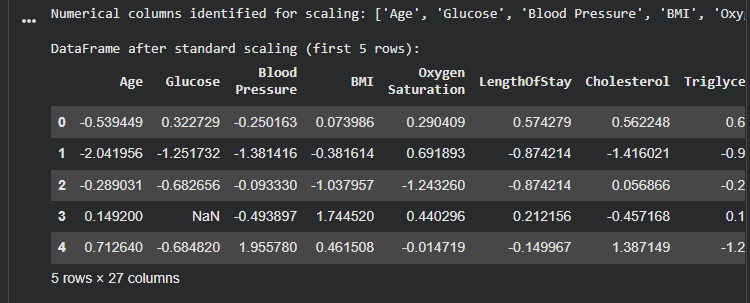 Numerical columns identified for scaling: ['Age', 'Glucose', 'Blood Pressure', 'BMI', 'Oxy
DataFrame after standard scaling (first 5 rows):
Age Glucose Blood Pressure BMI Oxygen Saturation LengthOfStay Cholesterol Triglyce
0 -0.539449 0.322729 -0.250163 0.073986 0.290409 0.574279 0.562248 0.6
1 -2.041956 -1.251732 -1.381416 -0.381614 0.691893 -0.874214 -1.416021 -0.9
2 -0.289031 -0.682656 -0.093330 -1.037957 -1.243260 -0.874214 0.056866 -0.2
3 0.149200 NaN -0.493897 1.744520 0.440296 0.212156 -0.457168 0.1
4 0.712640 -0.684820 1.955780 0.461508 -0.014719 -0.149967 1.387149 -1.2
5 rows × 27 columns